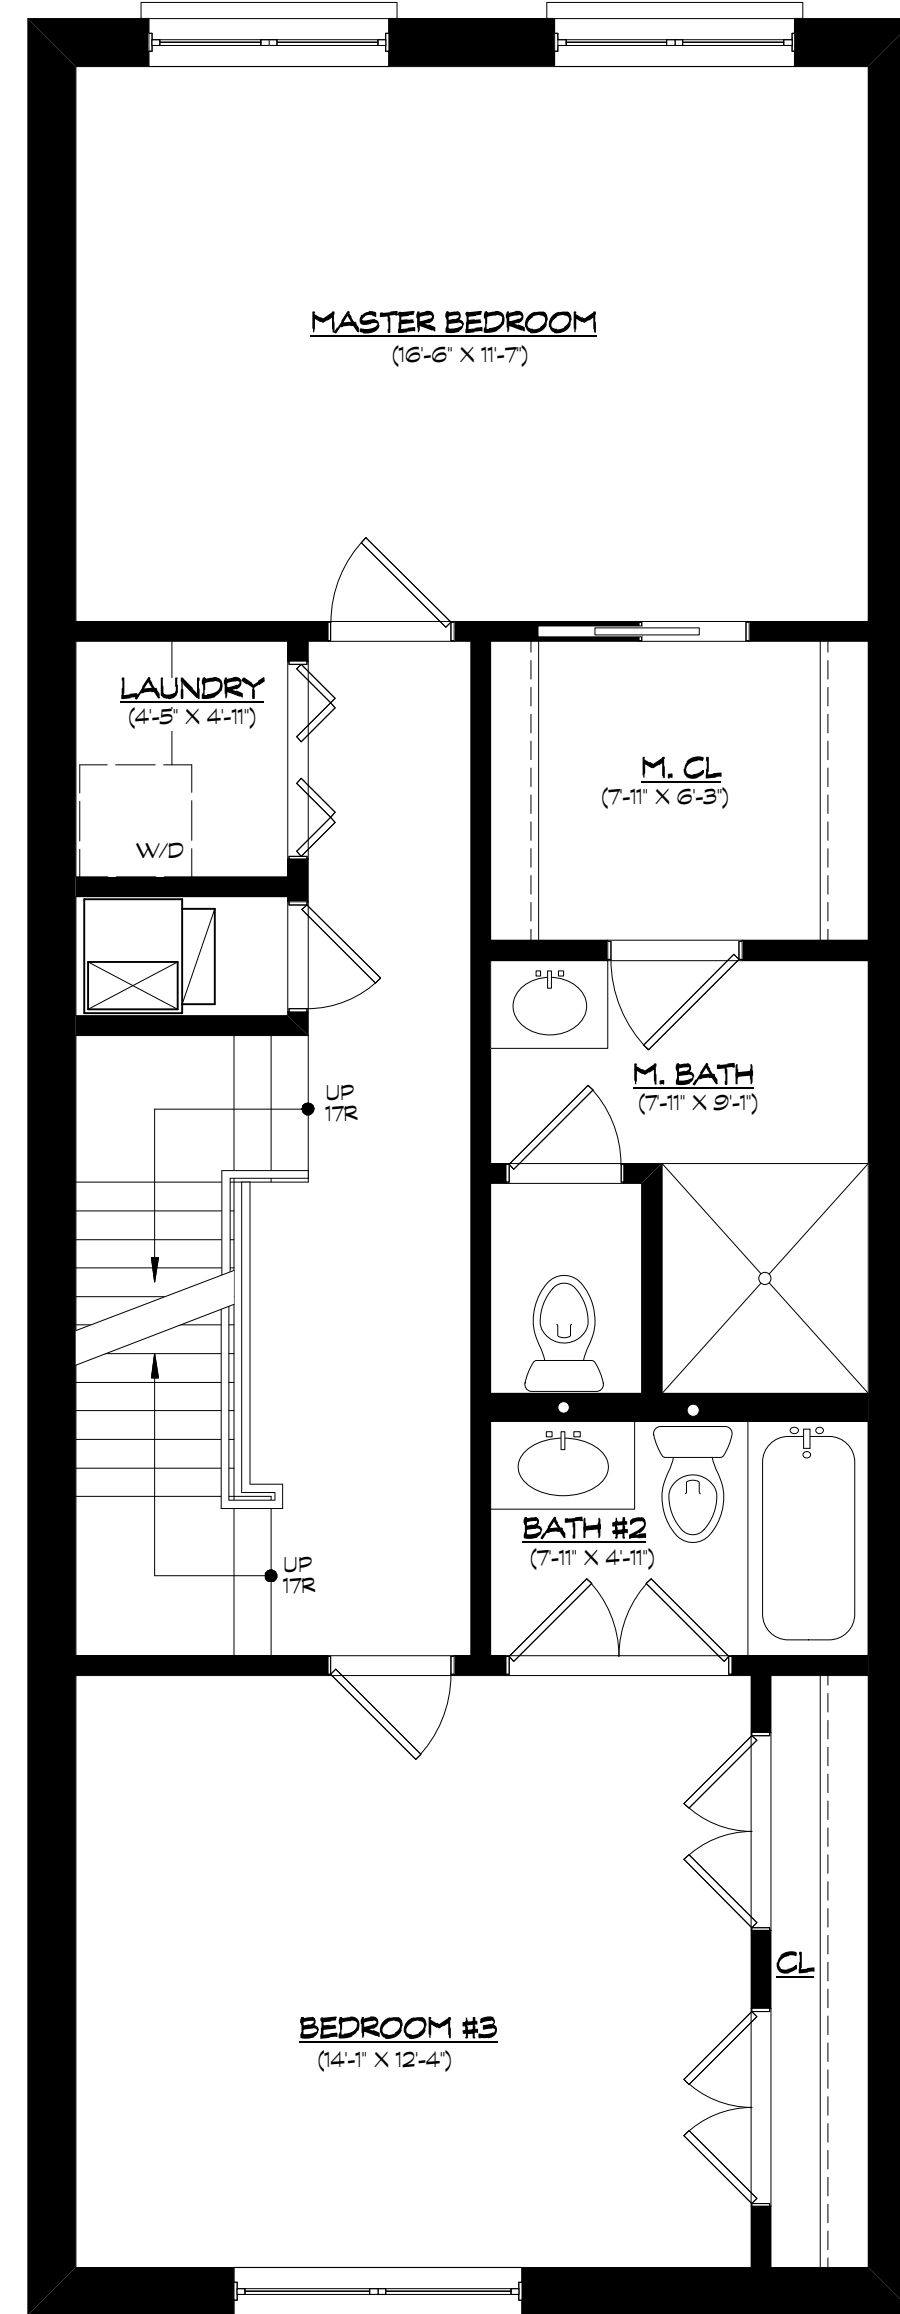 MASTER BEDROOM
(16'-6" X 11'-7")
LAUNDRY
(4'-5" X 4'-11")
W/D
M. CL
(7'-11" X 6'-3")
M. BATH
(7'-11" X 9'-1")
UP
17R
BATH #2
(7'-11" X 4'-11")
UP
17R
CL
BEDROOM #3
(14'-1" X 12'-4")